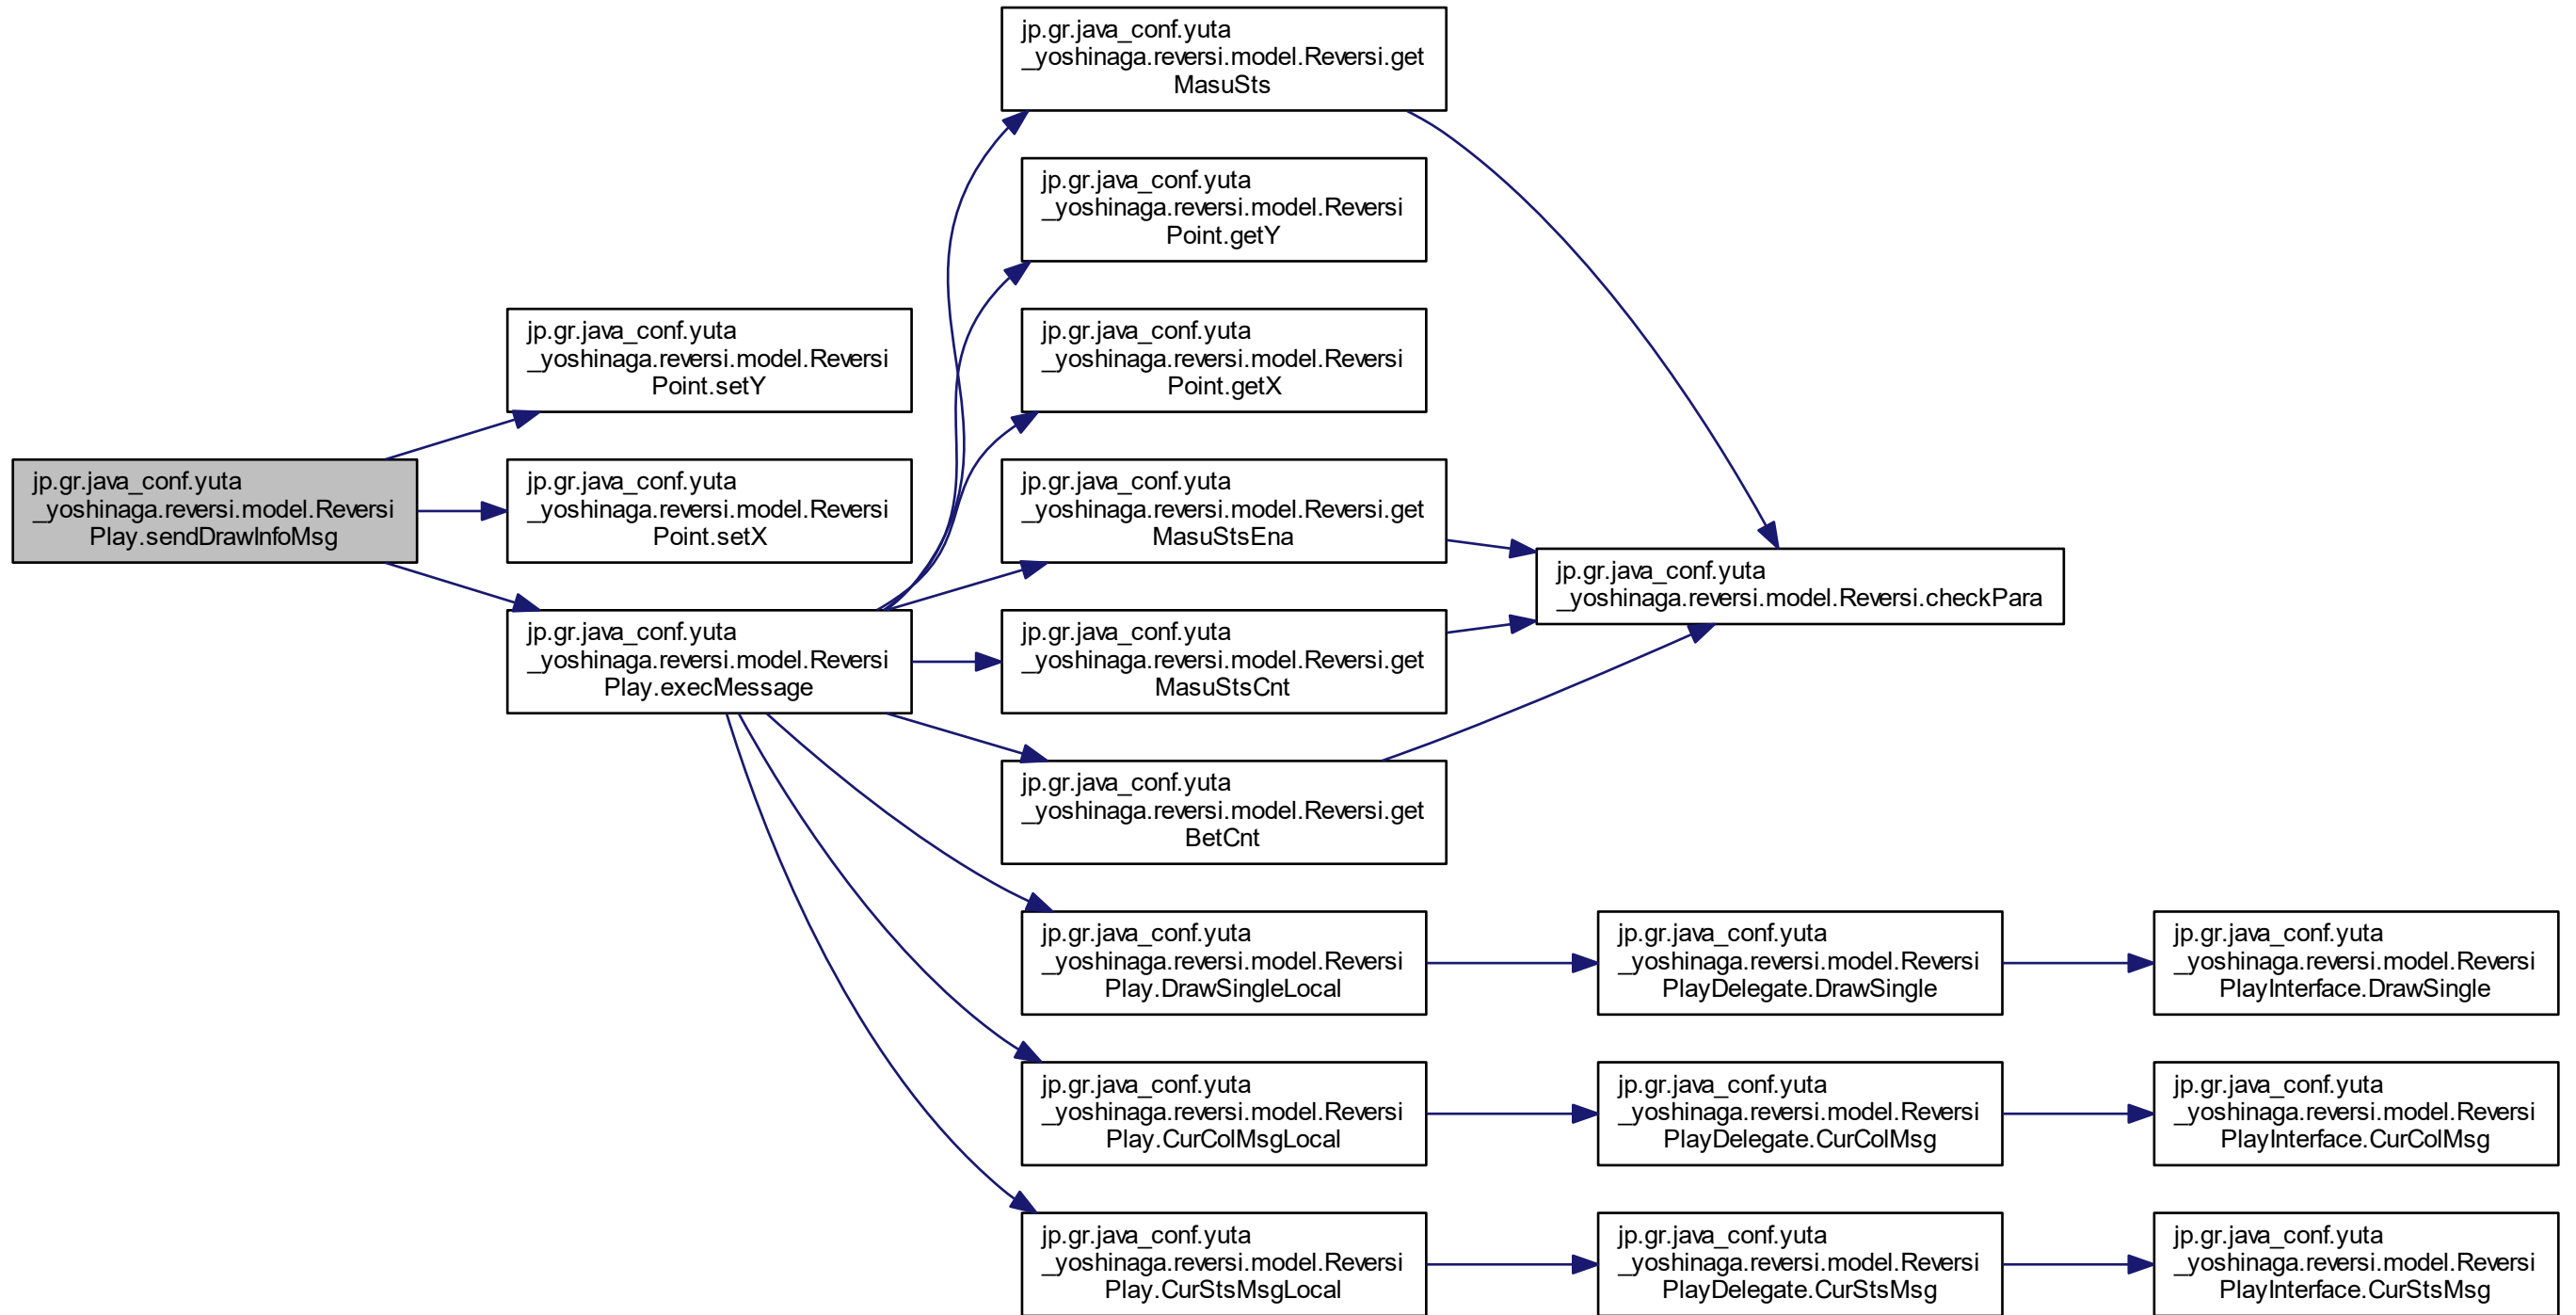 jp.gr.java_conf.yuta
_yoshinaga.reversi.model.Reversi
Play.sendDrawInfoMsg
jp.gr.java_conf.yuta
_yoshinaga.reversi.model.Reversi
Point.setY
jp.gr.java_conf.yuta
_yoshinaga.reversi.model.Reversi
Point.setX
jp.gr.java_conf.yuta
_yoshinaga.reversi.model.Reversi
Play.execMessage
jp.gr.java_conf.yuta
_yoshinaga.reversi.model.Reversi.get
MasuSts
jp.gr.java_conf.yuta
_yoshinaga.reversi.model.Reversi
Point.getY
jp.gr.java_conf.yuta
_yoshinaga.reversi.model.Reversi
Point.getX
jp.gr.java_conf.yuta
_yoshinaga.reversi.model.Reversi.get
MasuStsEna
jp.gr.java_conf.yuta
_yoshinaga.reversi.model.Reversi.get
MasuStsCnt
jp.gr.java_conf.yuta
_yoshinaga.reversi.model.Reversi.get
BetCnt
jp.gr.java_conf.yuta
_yoshinaga.reversi.model.Reversi.checkPara
jp.gr.java_conf.yuta
_yoshinaga.reversi.model.Reversi
Play.DrawSingleLocal
jp.gr.java_conf.yuta
_yoshinaga.reversi.model.Reversi
PlayDelegate.DrawSingle
jp.gr.java_conf.yuta
_yoshinaga.reversi.model.Reversi
PlayInterface.DrawSingle
jp.gr.java_conf.yuta
_yoshinaga.reversi.model.Reversi
Play.CurColMsgLocal
jp.gr.java_conf.yuta
_yoshinaga.reversi.model.Reversi
PlayDelegate.CurColMsg
jp.gr.java_conf.yuta
_yoshinaga.reversi.model.Reversi
PlayInterface.CurColMsg
jp.gr.java_conf.yuta
_yoshinaga.reversi.model.Reversi
Play.CurStsMsgLocal
jp.gr.java_conf.yuta
_yoshinaga.reversi.model.Reversi
PlayDelegate.CurStsMsg
jp.gr.java_conf.yuta
_yoshinaga.reversi.model.Reversi
PlayInterface.CurStsMsg